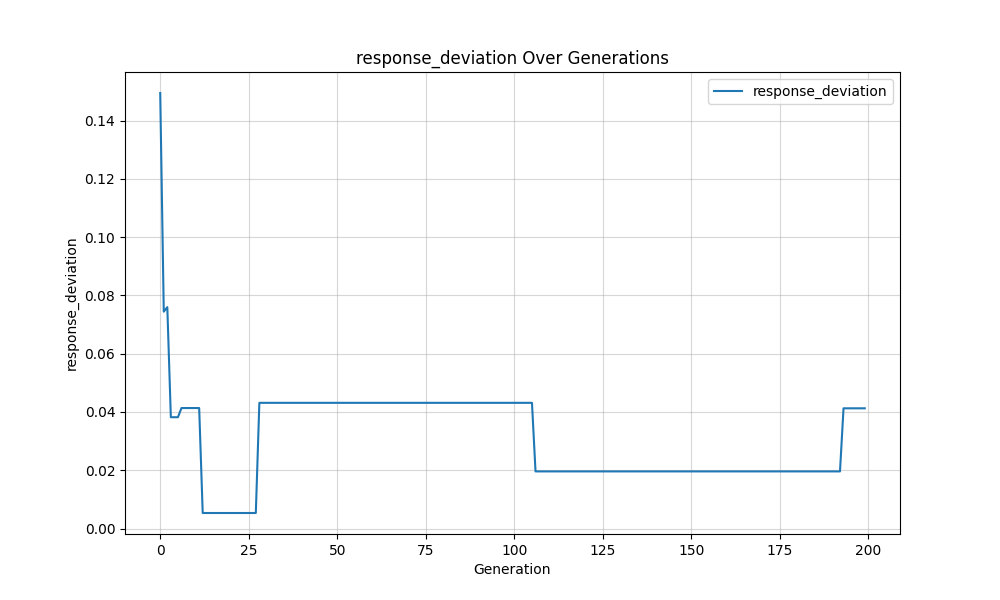 response_deviation Over Generations
response_deviation
0.14
0.12
0.10
0.08
0.06
0.04
0.02
0.00
response_deviation
0 25 50 75 100 125 150 175 200
Generation